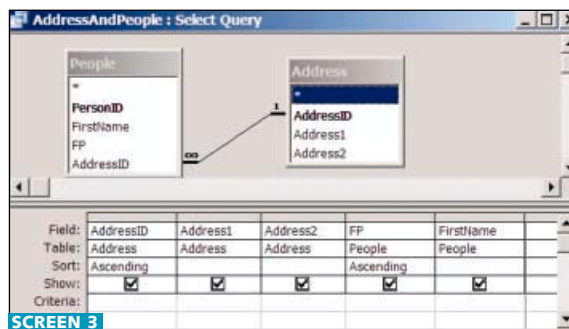 AddressAndPeople : Select Query
People
*
PersonID
FirstName
FP
AddressID
∞
1
Address
*
AddressID
Address1
Address2
Field: AddressID Address1 Address2 FP FirstName
Table: Address Address Address People People
Sort: Ascending Ascending
Show:
Criteria:
SCREEN 3